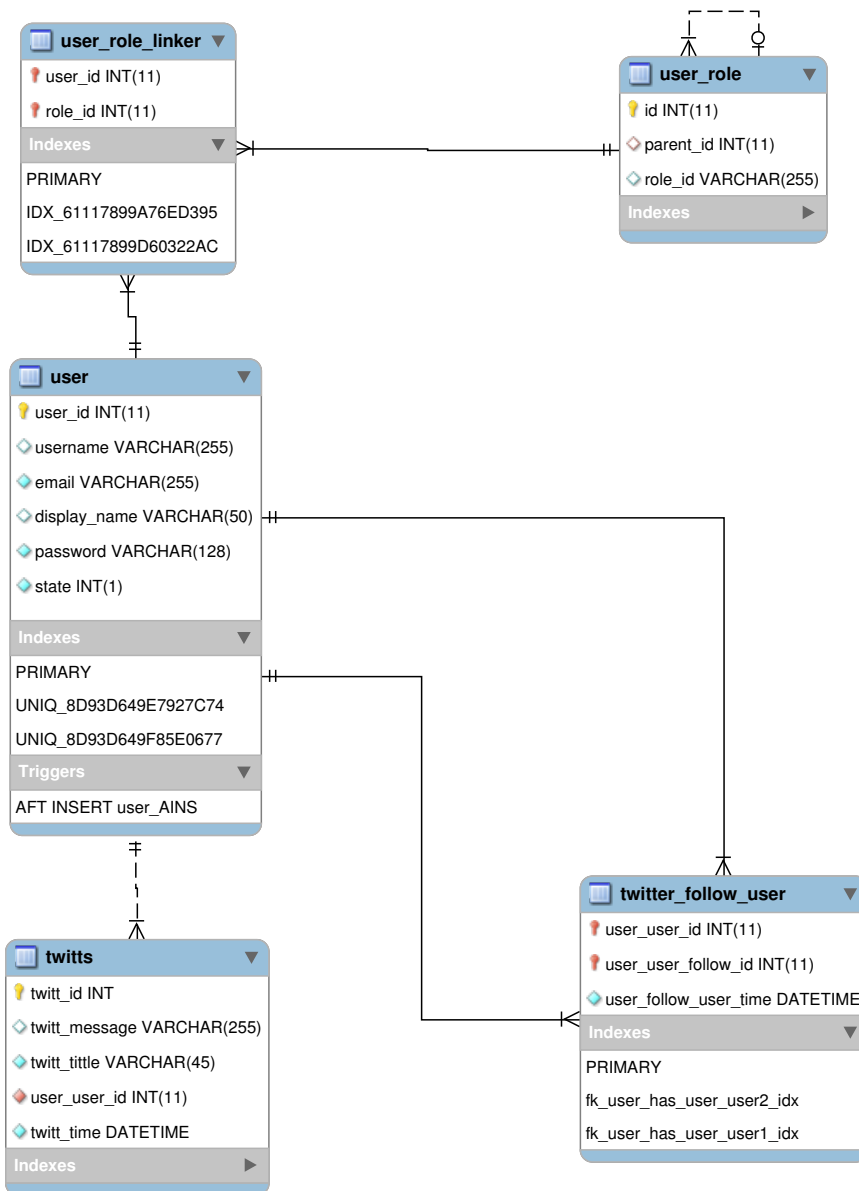 user_role_linker
user_id INT(11)
role_id INT(11)
Indexes
PRIMARY
IDX_61117899A76ED395
IDX_61117899D60322AC
user_role
id INT(11)
parent_id INT(11)
role_id VARCHAR(255)
Indexes
user
user_id INT(11)
username VARCHAR(255)
email VARCHAR(255)
display_name VARCHAR(50)
password VARCHAR(128)
state INT(1)
Indexes
PRIMARY
UNIQ_8D93D649E7927C74
UNIQ_8D93D649F85E0677
Triggers
AFT INSERT user_AINS
twitts
twitt_id INT
twitt_message VARCHAR(255)
twitt_tittle VARCHAR(45)
user_user_id INT(11)
twitt_time DATETIME
Indexes
twitter_follow_user
user_user_id INT(11)
user_user_follow_id INT(11)
user_follow_user_time DATETIME
Indexes
PRIMARY
fk_user_has_user_user2_idx
fk_user_has_user_user1_idx